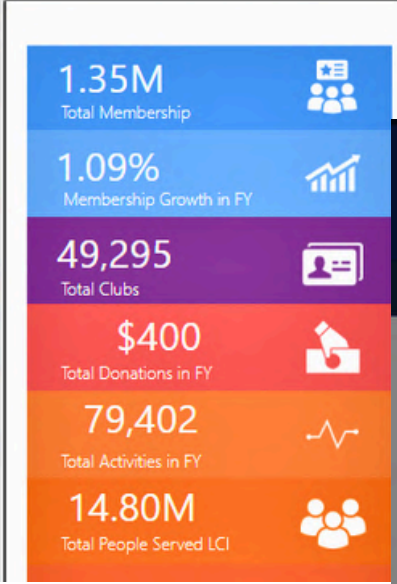 1.35M
Total Membership
1.09%
Membership Growth in FY
49,295
Total Clubs
$400
Total Donations in FY
79,402
Total Activities in FY
14.80M
Total People Served LCI